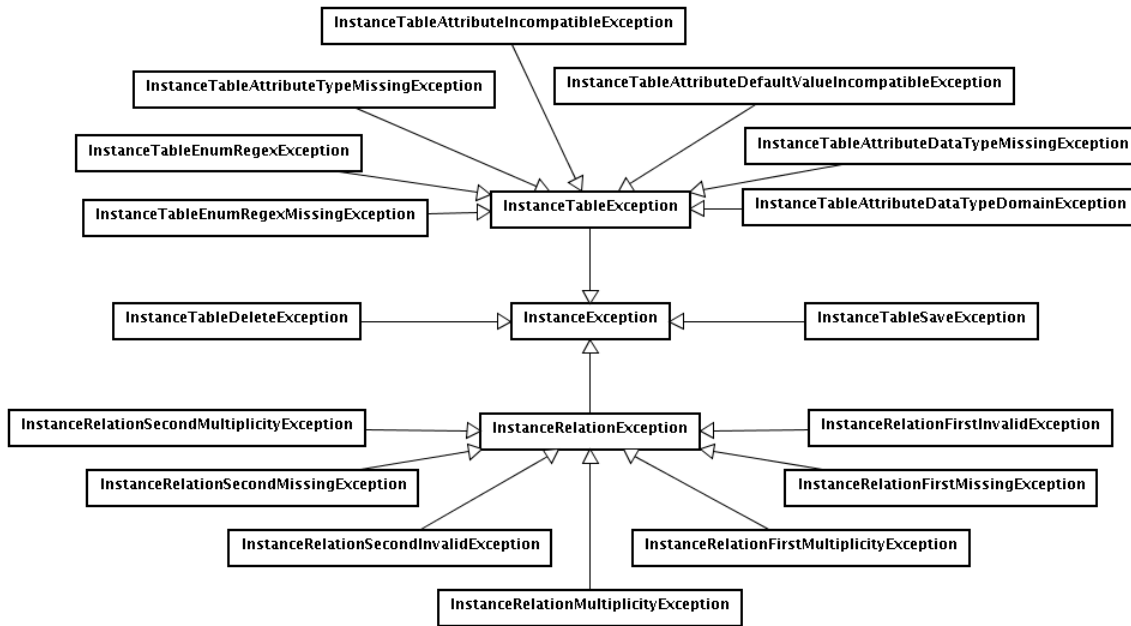 InstanceTableAttributeIncompatibleException
InstanceTableAttributeTypeMissingException
InstanceTableAttributeDefaultValueIncompatibleException
InstanceTableEnumRegexException
InstanceTableAttributeDataTypeMissingException
InstanceTableException
InstanceTableEnumRegexMissingException
InstanceTableAttributeDataTypeDomainException
InstanceTableDeleteException
InstanceException
InstanceTableSaveException
InstanceRelationSecondMultiplicityException
InstanceRelationException
InstanceRelationFirstInvalidException
InstanceRelationSecondMissingException
InstanceRelationFirstMissingException
InstanceRelationSecondInvalidException
InstanceRelationFirstMultiplicityException
InstanceRelationMultiplicityException